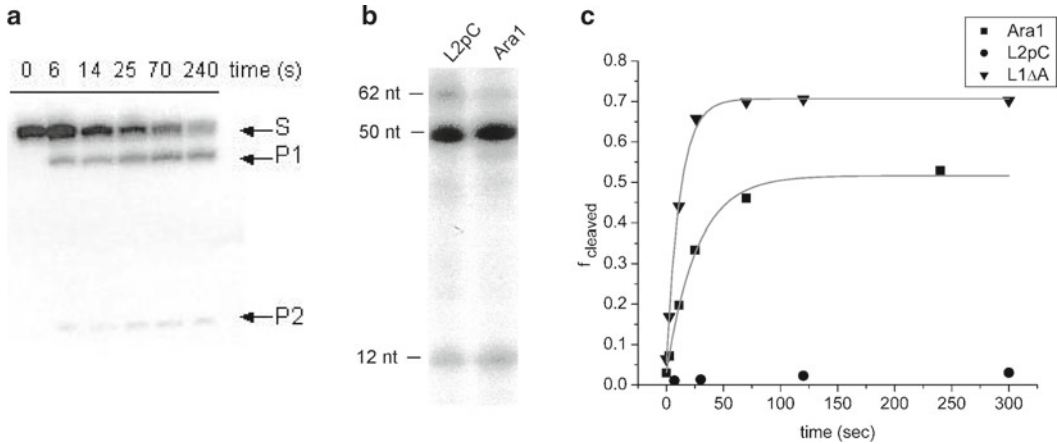 a
0 6 14 25 70 240 time (s)
S
P1
P2
b
L2pC Ara1
62 nt
50 nt
12 nt
c
Ara1
L2pC
L1ΔA
0.8
0.7
0.6
0.5
0.4
0.3
0.2
0.1
0.0
f cleaved
0 50 100 150 200 250 300
time (sec)